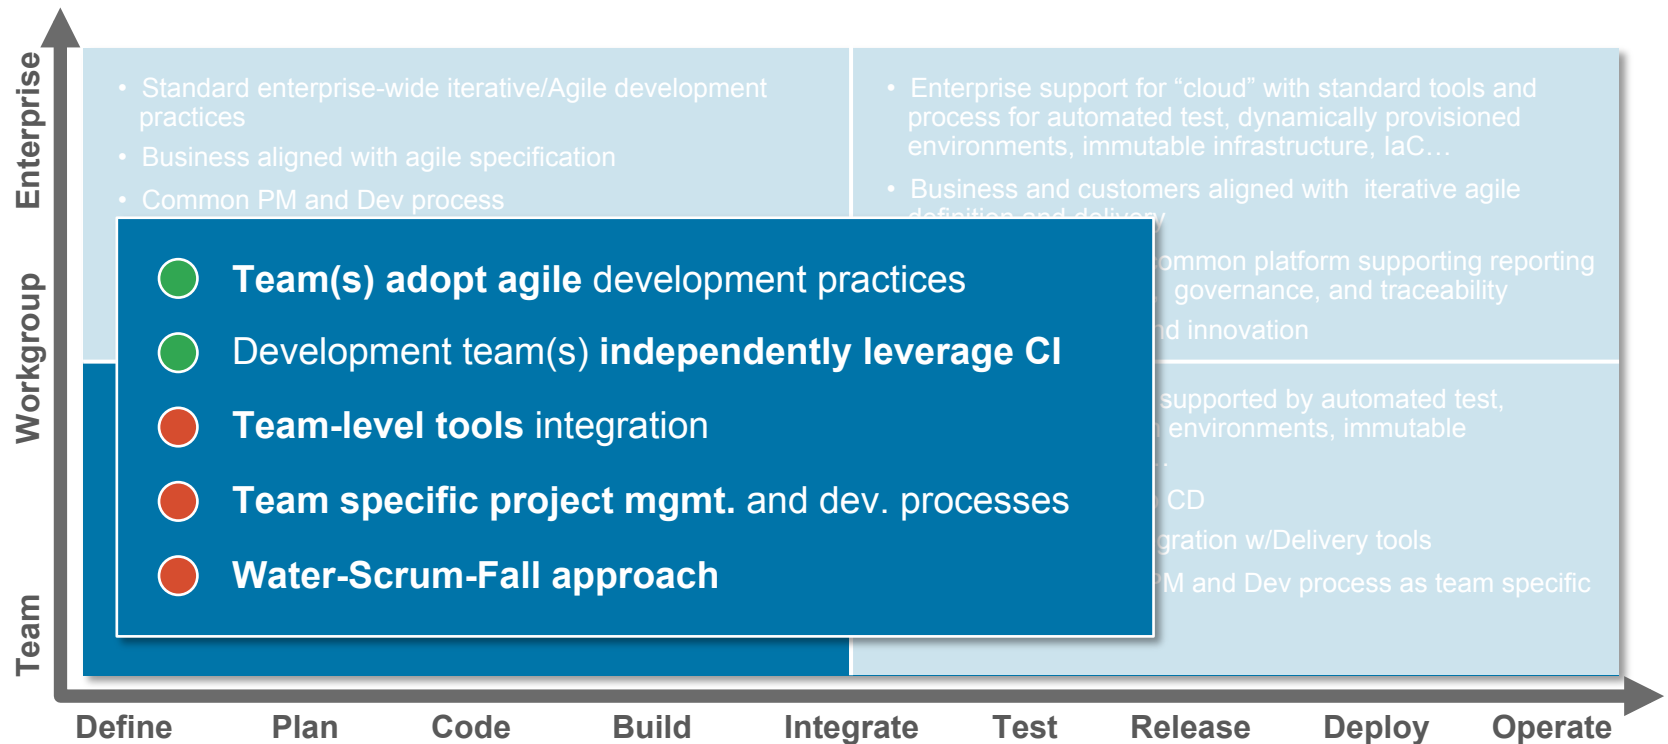 Enterprise
Workgroup
Team
• Standard enterprise-wide iterative/Agile development
practices
• Business aligned with agile specification
• Common PM and Dev process
• Enterprise support for “cloud” with standard tools and
process for automated test, dynamically provisioned
environments, immutable infrastructure, IaC…
• Business and customers aligned with iterative agile
definition and delivery
common platform supporting reporting
governance, and traceability
innovation
supported by automated test,
environments, immutable
CD
w/Delivery tools
PM and Dev process as team specific
Team(s) adopt agile development practices
Development team(s) independently leverage CI
Team-level tools integration
Team specific project mgmt. and dev. processes
Water-Scrum-Fall approach
Define Plan Code Build Integrate Test Release Deploy Operate